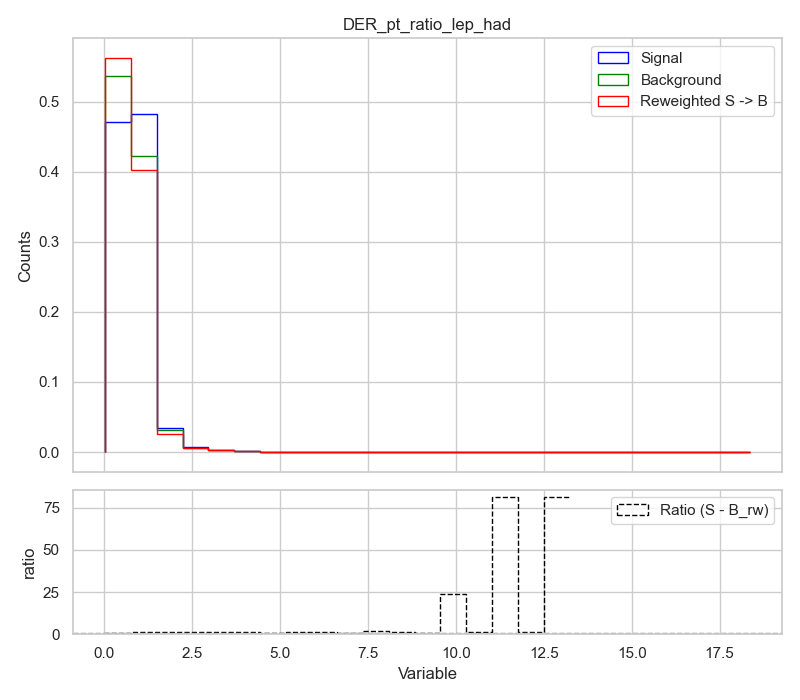 DER_pt_ratio_lep_had
Signal
Background
Reweighted S -> B
0.5
0.4
0.3
0.2
0.1
0.0
Counts
Ratio (S - B_rw)
75
50
25
0
ratio
0.0 2.5 5.0 7.5 10.0 12.5 15.0 17.5
Variable